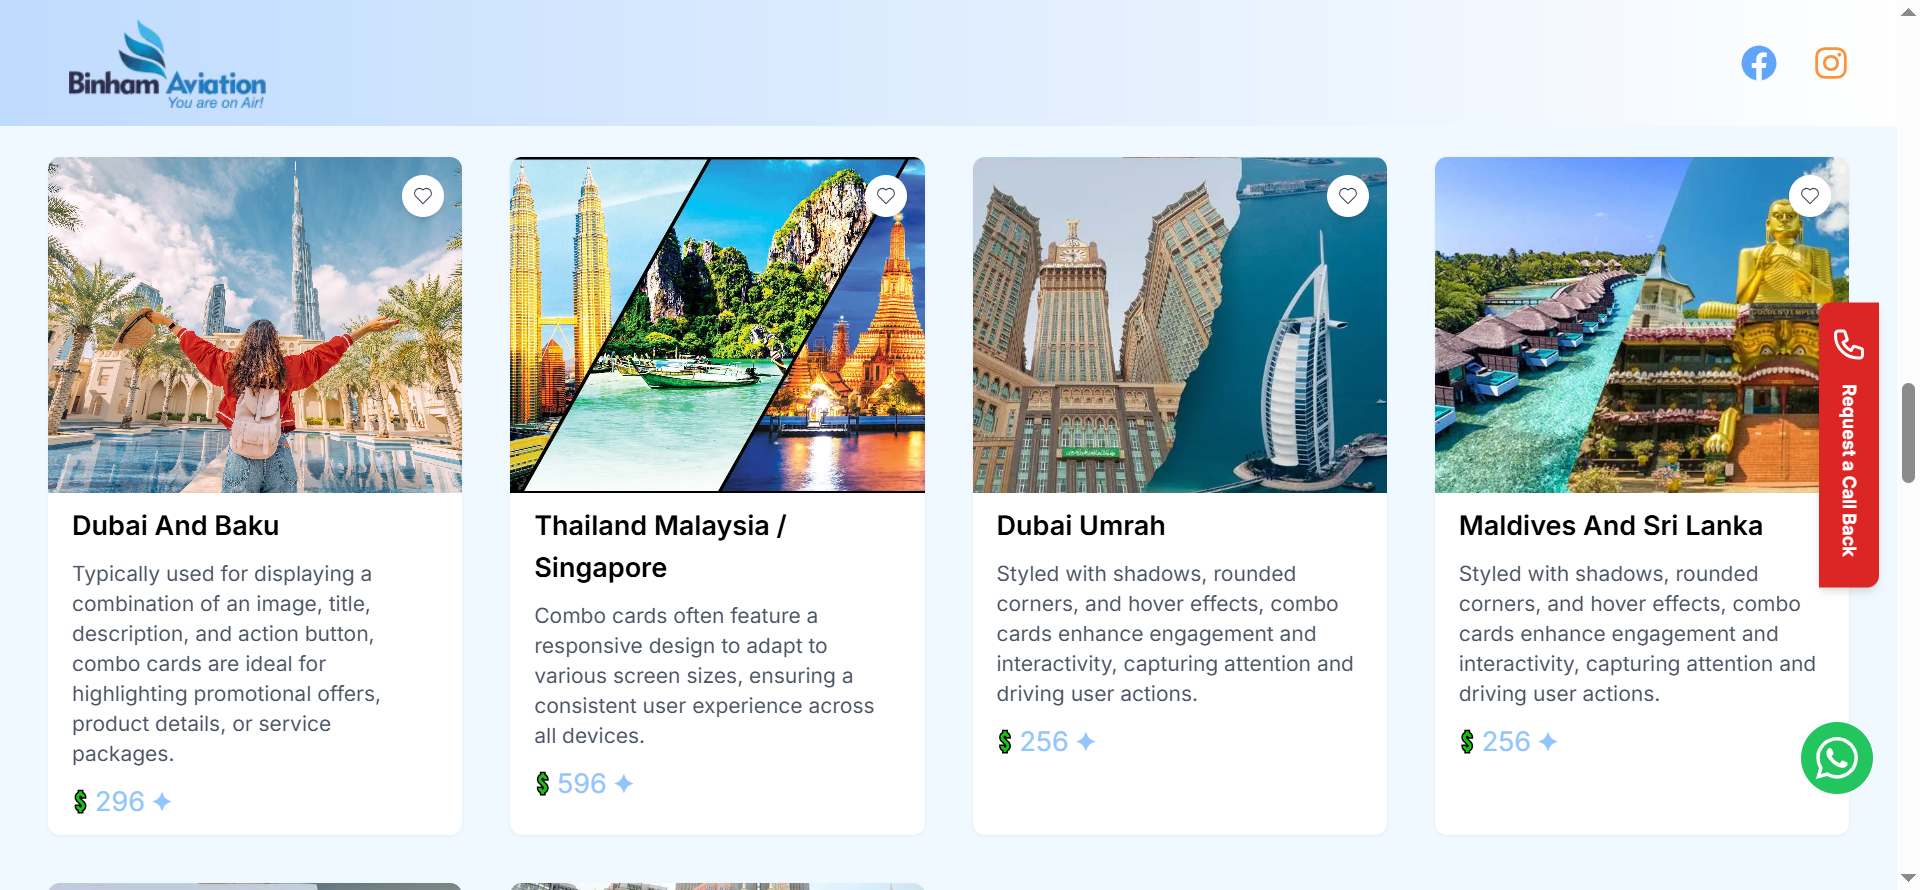 Binham Aviation
You are on Air!
Dubai And Baku
Typically used for displaying a
combination of an image, title,
description, and action button,
combo cards are ideal for
highlighting promotional offers,
product details, or service
packages.
$ 296 ✦
Thailand Malaysia /
Singapore
Combo cards often feature a
responsive design to adapt to
various screen sizes, ensuring a
consistent user experience across
all devices.
$ 596 ✦
Dubai Umrah
Styled with shadows, rounded
corners, and hover effects, combo
cards enhance engagement and
interactivity, capturing attention and
driving user actions.
$ 256 ✦
GOLDEN TEMPLE
Maldives And Sri Lanka
Styled with shadows, rounded
corners, and hover effects, combo
cards enhance engagement and
interactivity, capturing attention and
driving user actions.
$ 256 ✦
Request a Call Back